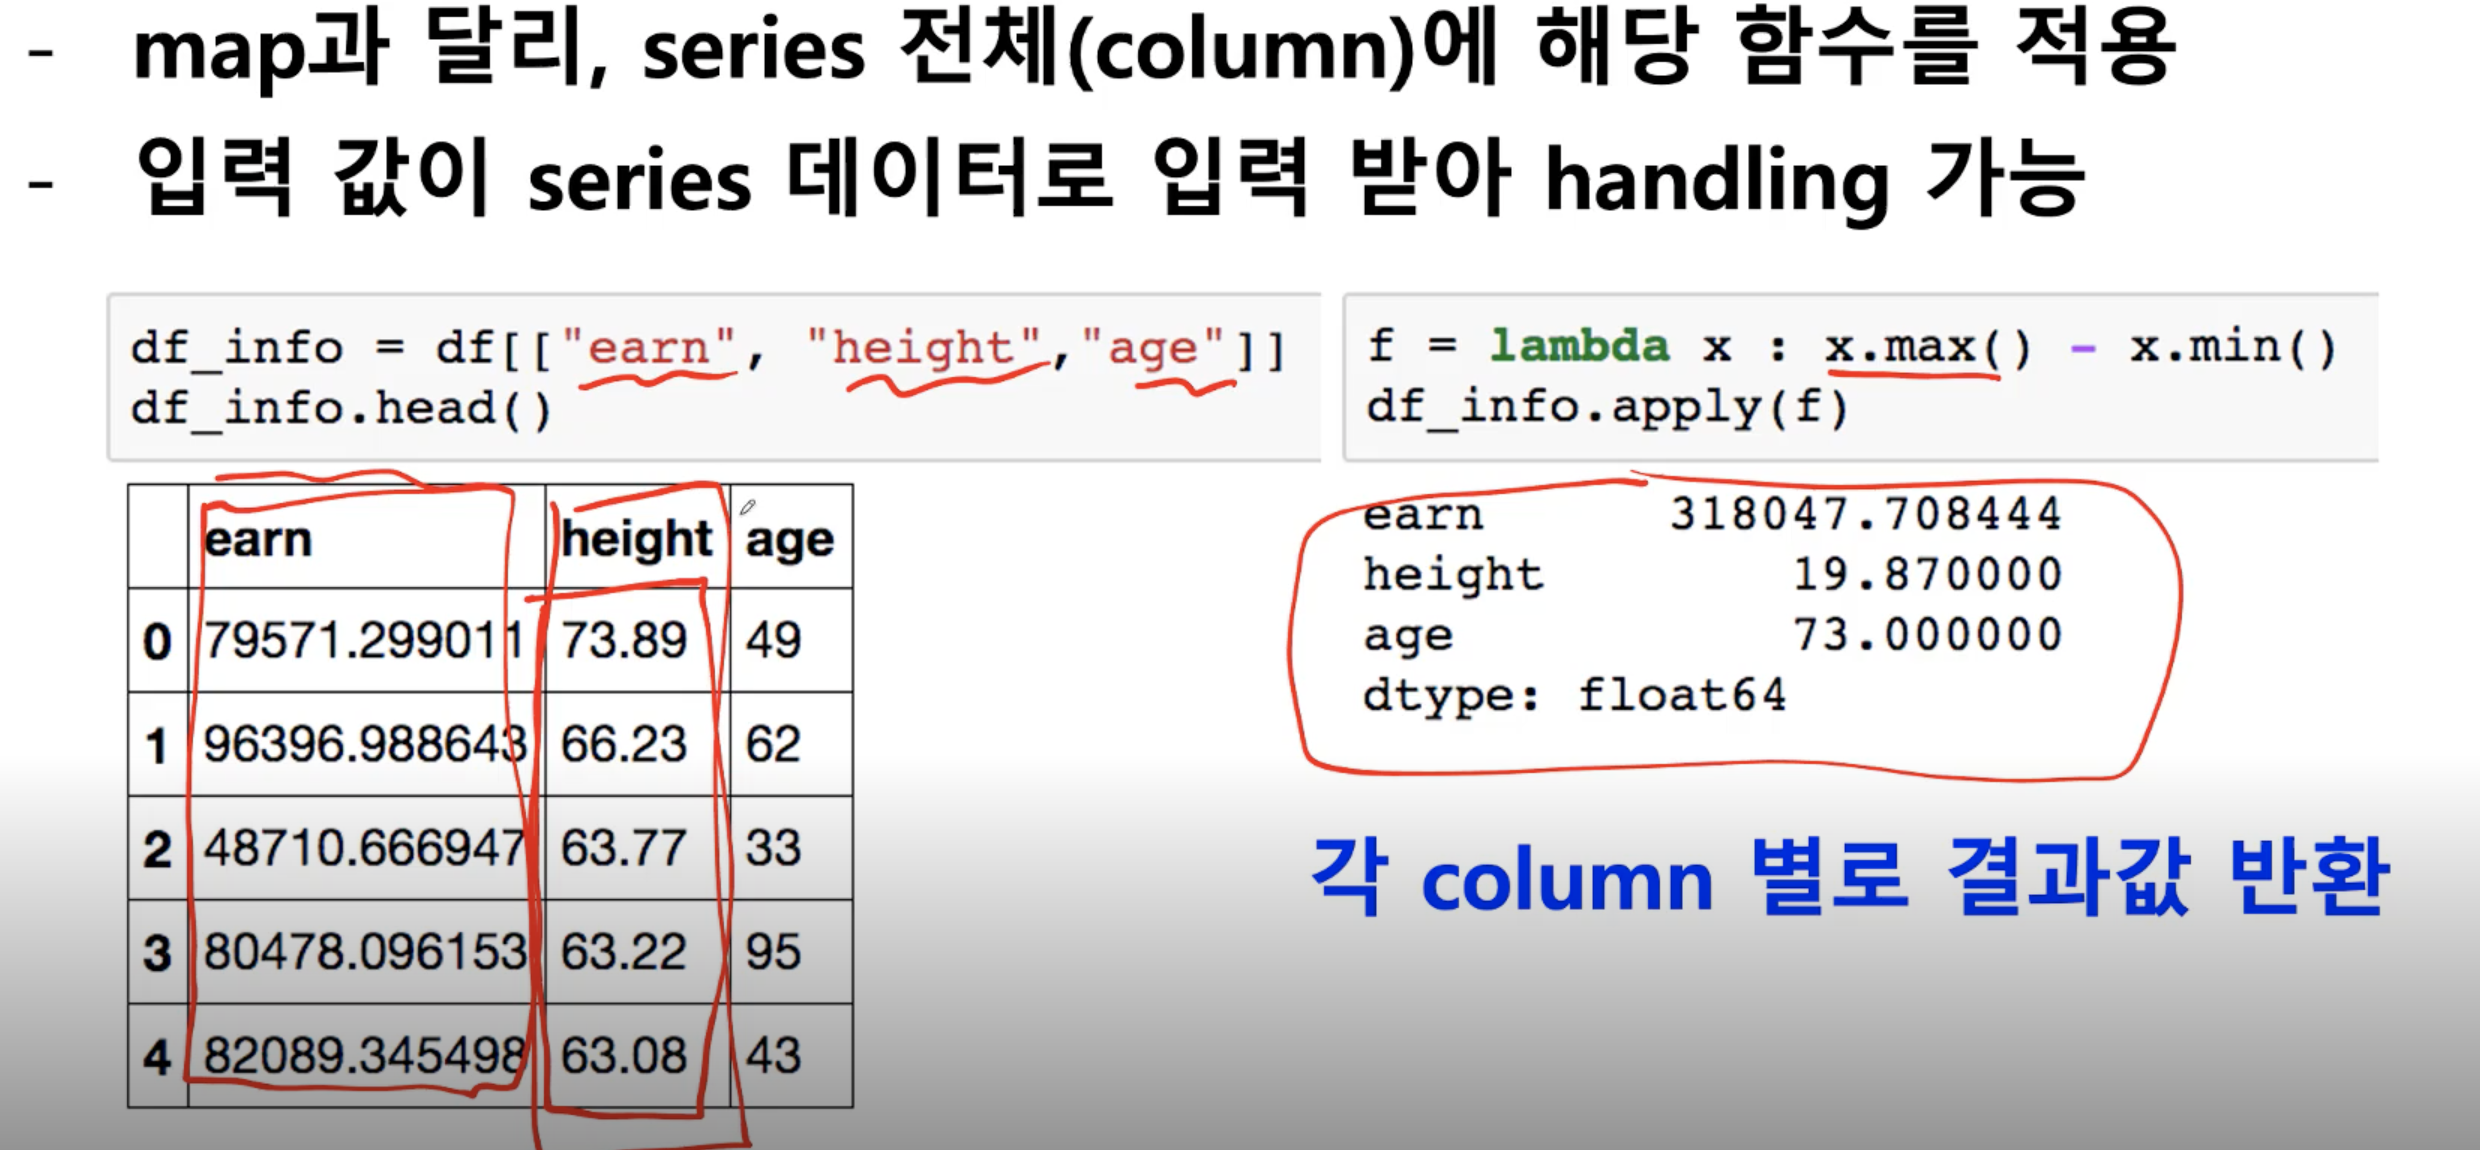 - map과 달리, series 전체(column)에 해당 함수를 적용
- 입력 값이 series 데이터로 입력 받아 handling 가능
df_info = df[["earn", "height","age"]]
df_info.head()
earn height age
0 79571.299011 73.89 49
1 96396.988643 66.23 62
2 48710.666947 63.77 33
3 80478.096153 63.22 95
4 82089.345498 63.08 43
f = lambda x : x.max() - x.min()
df_info.apply(f)
earn 318047.708444
height 19.870000
age 73.000000
dtype: float64
각 column 별로 결과값 반환